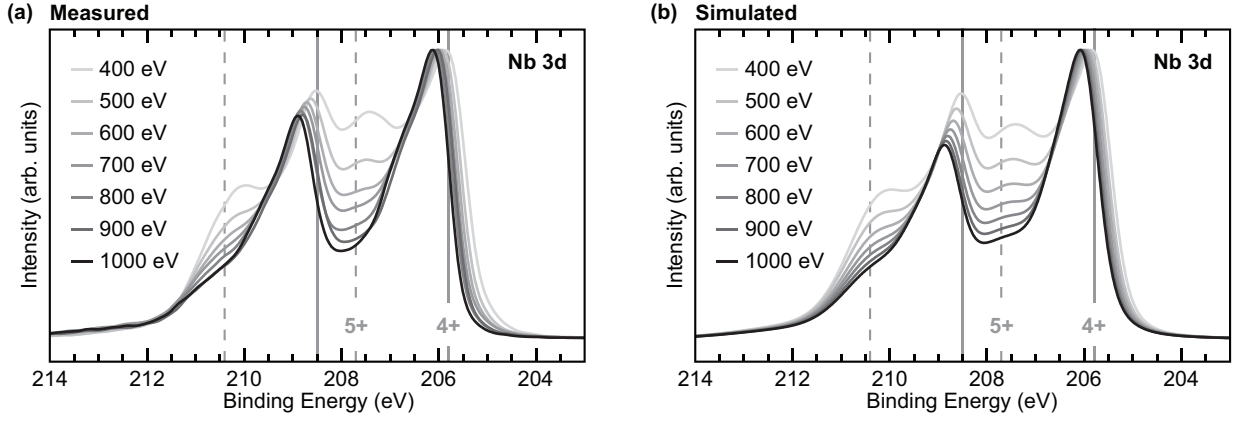 (a) Measured
Nb 3d
400 eV
500 eV
600 eV
700 eV
800 eV
900 eV
1000 eV
5+ 4+
Intensity (arb. units)
214 212 210 208 206 204
Binding Energy (eV)
(b) Simulated
Nb 3d
400 eV
500 eV
600 eV
700 eV
800 eV
900 eV
1000 eV
5+ 4+
Intensity (arb. units)
214 212 210 208 206 204
Binding Energy (eV)